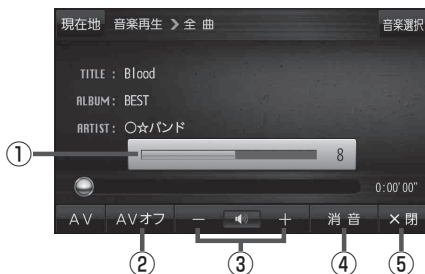 現在地 音楽再生 ❯ 全 曲 音楽選択
TITLE : Blood
ALBUM: BEST
ARTIST: ○☆バンド
① 8
0:00'00"
AV AVオフ － ＋ 消 音 ×閉
② ③ ④ ⑤